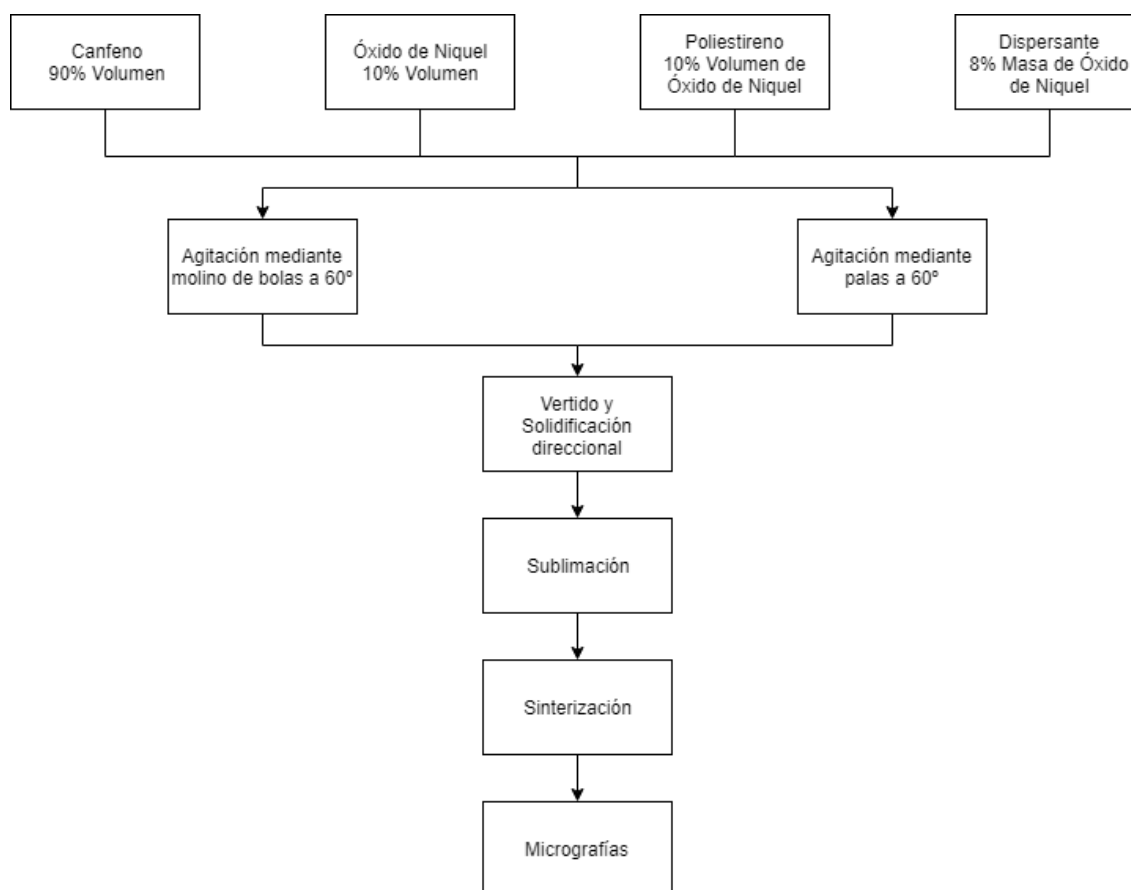 Canfeno
90% Volumen
Óxido de Niquel
10% Volumen
Poliestireno
10% Volumen de
Óxido de Niquel
Dispersante
8% Masa de Óxido
de Niquel
Agitación mediante
molino de bolas a 60º
Agitación mediante
palas a 60º
Vertido y
Solidificación
direccional
Sublimación
Sinterización
Micrografías